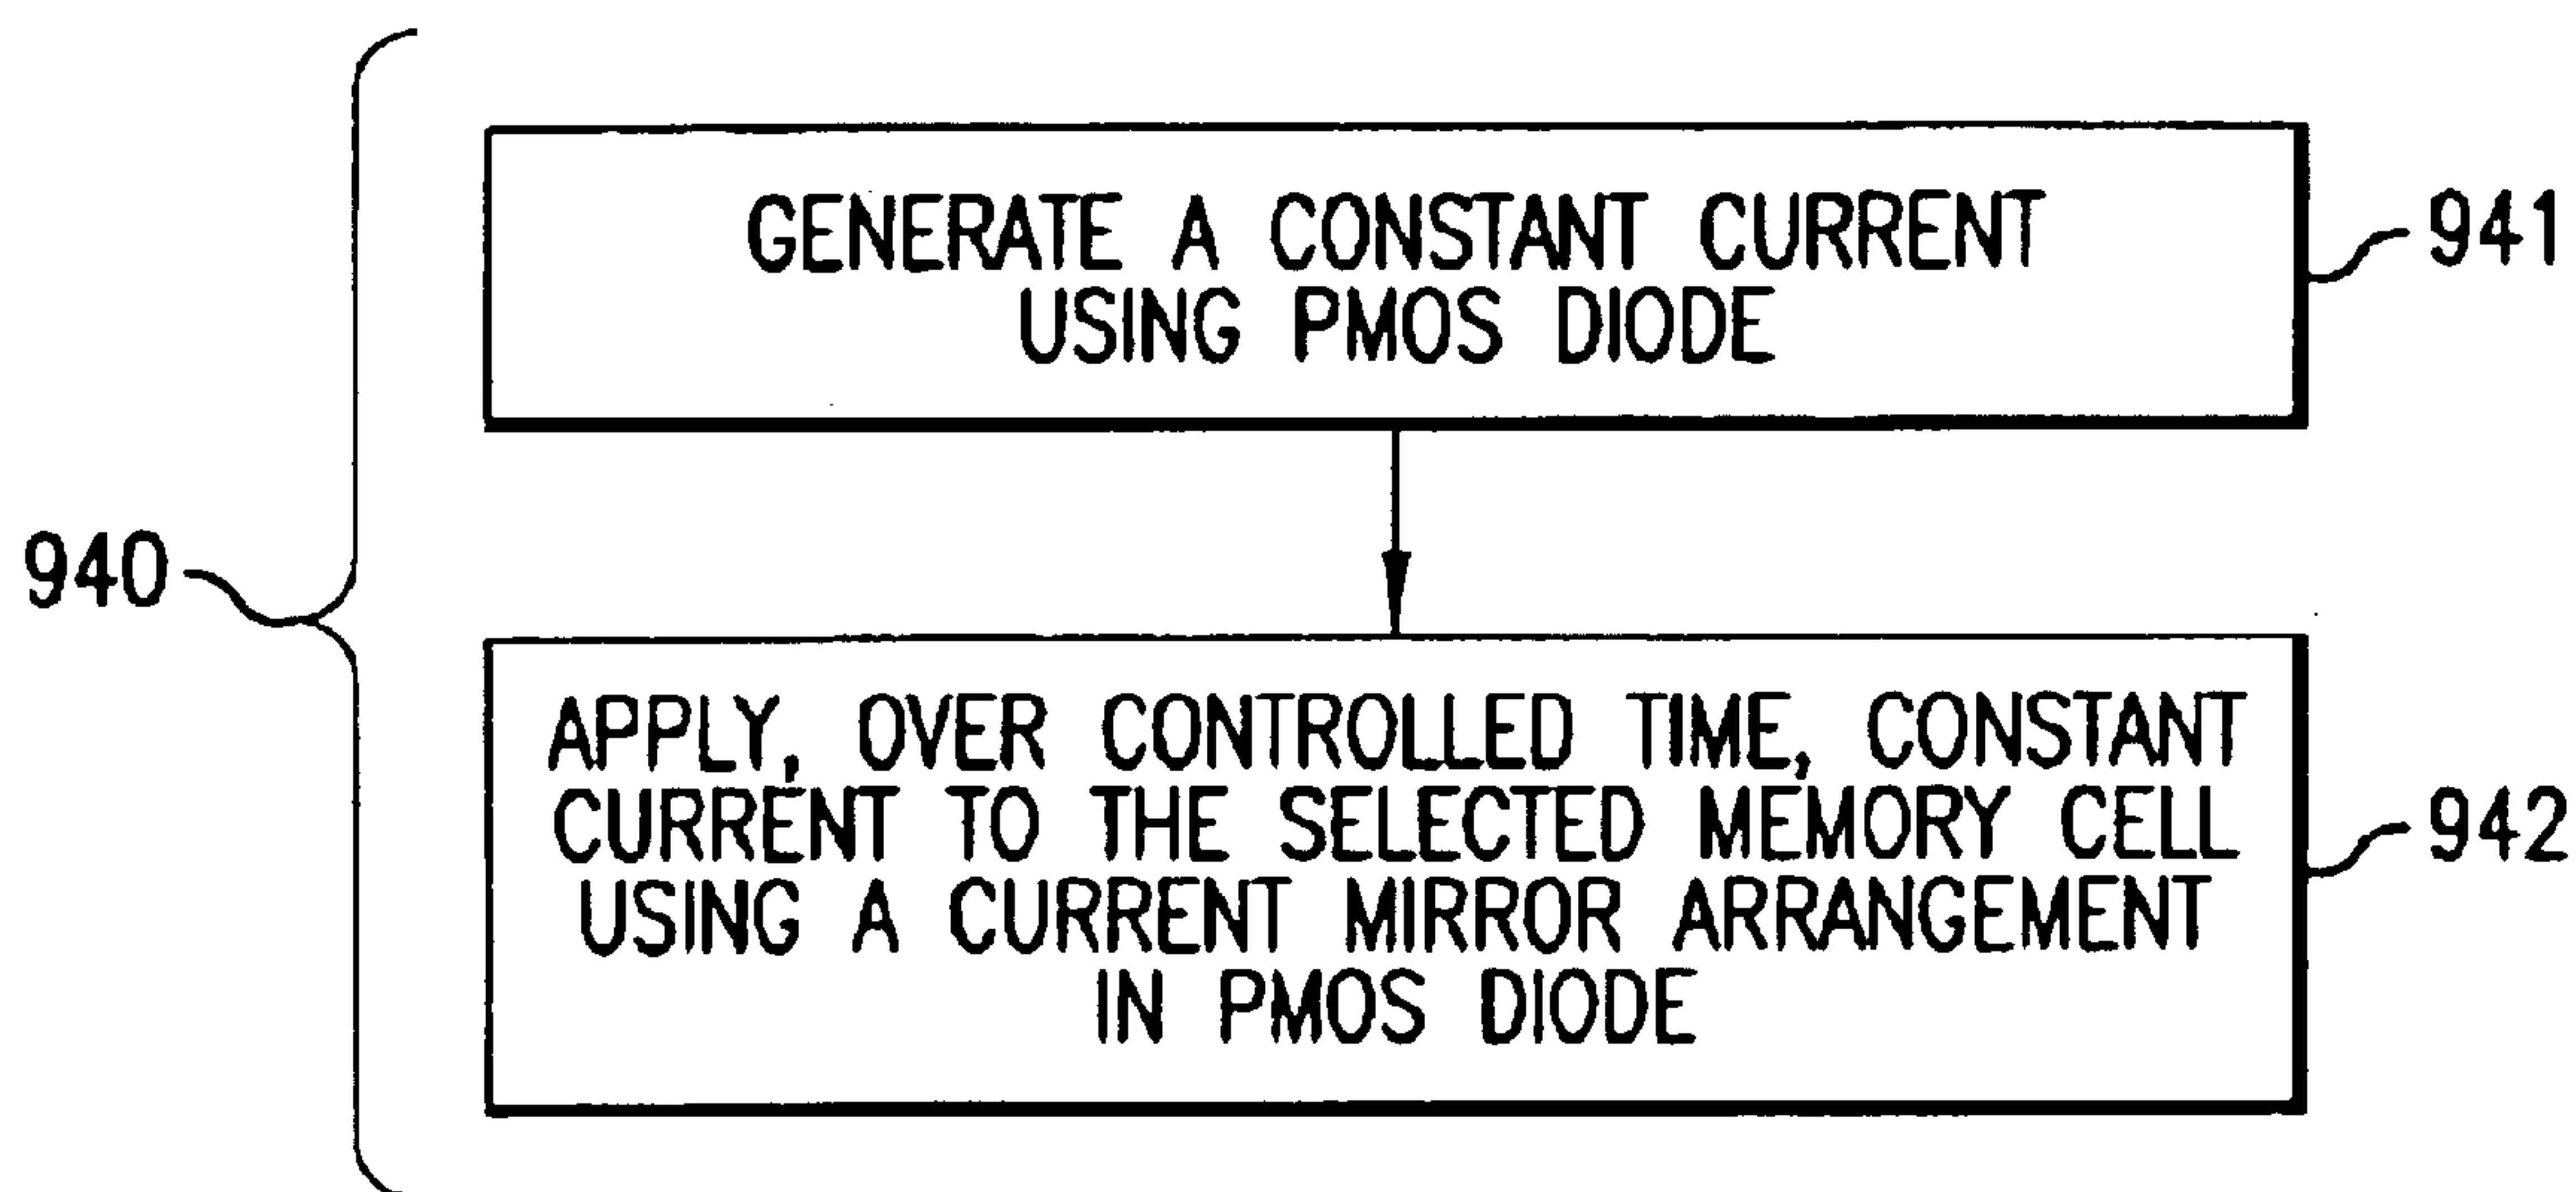 GENERATE A CONSTANT CURRENT
USING PMOS DIODE
941
940
APPLY, OVER CONTROLLED TIME, CONSTANT
CURRENT TO THE SELECTED MEMORY CELL
USING A CURRENT MIRROR ARRANGEMENT
IN PMOS DIODE
942